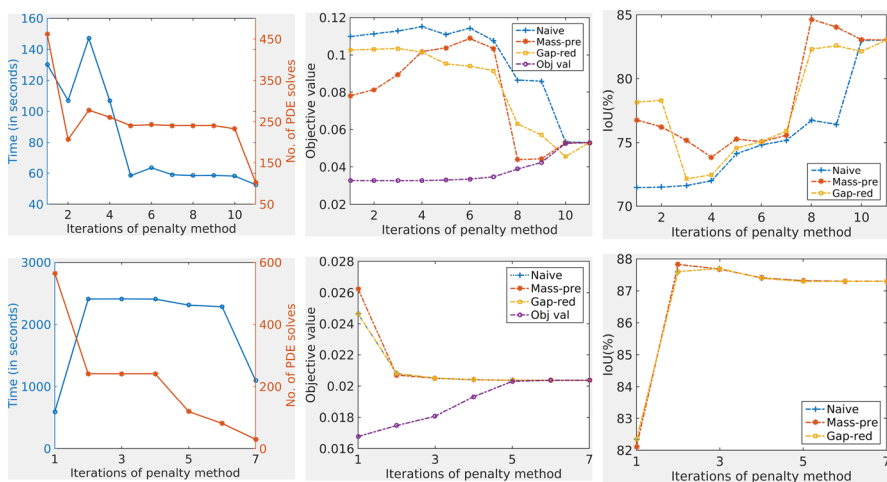 160
140
120
100
80
60
40
450
350
250
150
50
2
4
6
8
10
Time (in seconds)
No. of PDE solves
Iterations of penalty method
0.12
0.1
0.08
0.06
0.04
0.02
2
4
6
8
10
Objective value
Iterations of penalty method
Naive
Mass-pre
Gap-red
Obj val
85
80
75
70
2
4
6
8
10
IoU(%)
Iterations of penalty method
Naive
Mass-pre
Gap-red
3000
2000
1000
0
600
400
200
0
1
3
5
7
Time (in seconds)
No. of PDE solves
Iterations of penalty method
0.028
0.026
0.024
0.022
0.02
0.018
0.016
1
3
5
7
Objective value
Iterations of penalty method
Naive
Mass-pre
Gap-red
Obj val
88
87
86
85
84
83
82
1
3
5
7
IoU(%)
Iterations of penalty method
Naive
Mass-pre
Gap-red